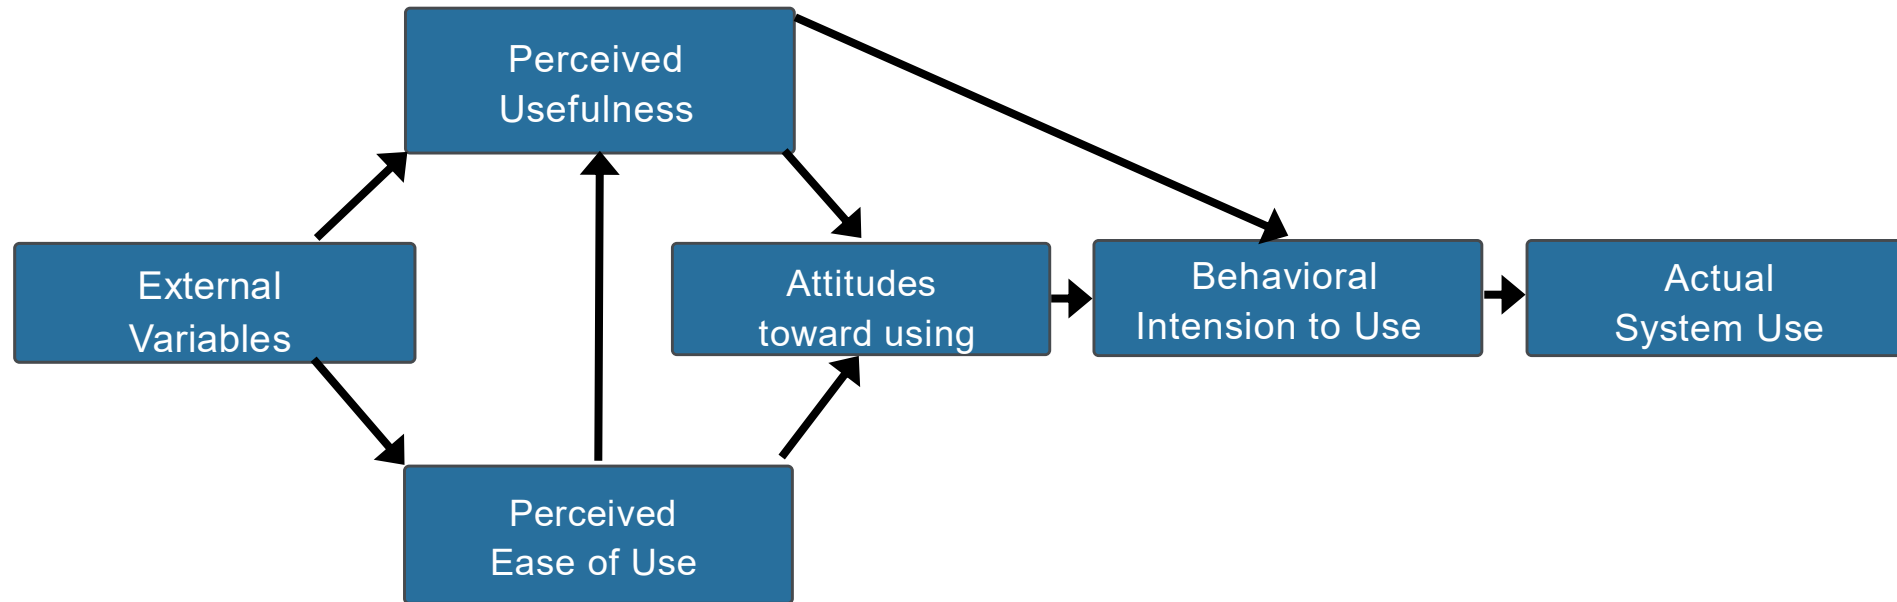 Perceived
Usefulness
External
Variables
Attitudes
toward using
Behavioral
Intension to Use
Actual
System Use
Perceived
Ease of Use